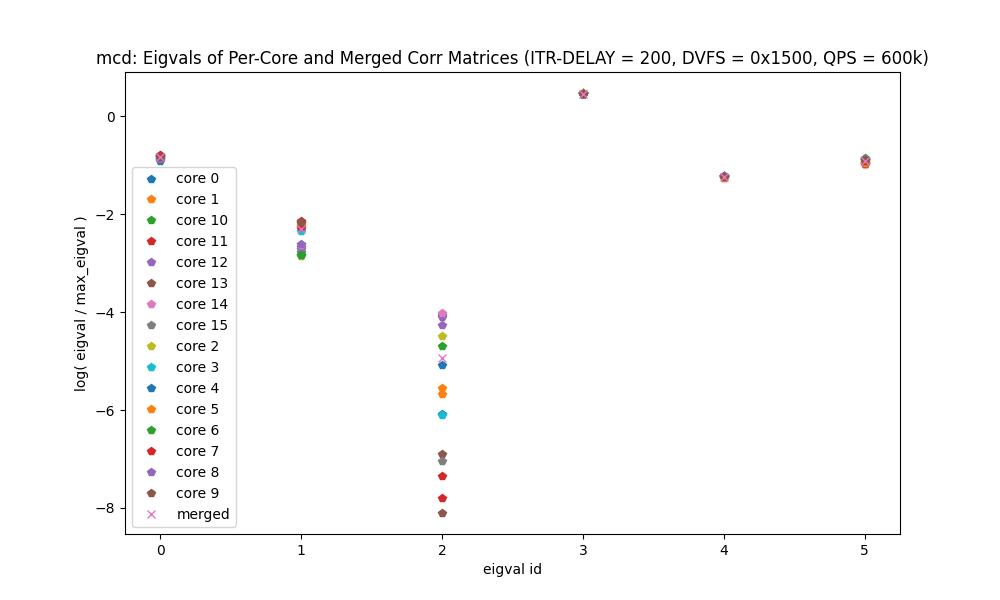 mcd: Eigvals of Per-Core and Merged Corr Matrices (ITR-DELAY = 200, DVFS = 0x1500, QPS = 600k)
log( eigval / max_eigval )
0
−2
−4
−6
−8
core 0
core 1
core 10
core 11
core 12
core 13
core 14
core 15
core 2
core 3
core 4
core 5
core 6
core 7
core 8
core 9
merged
0 1 2 3 4 5
eigval id